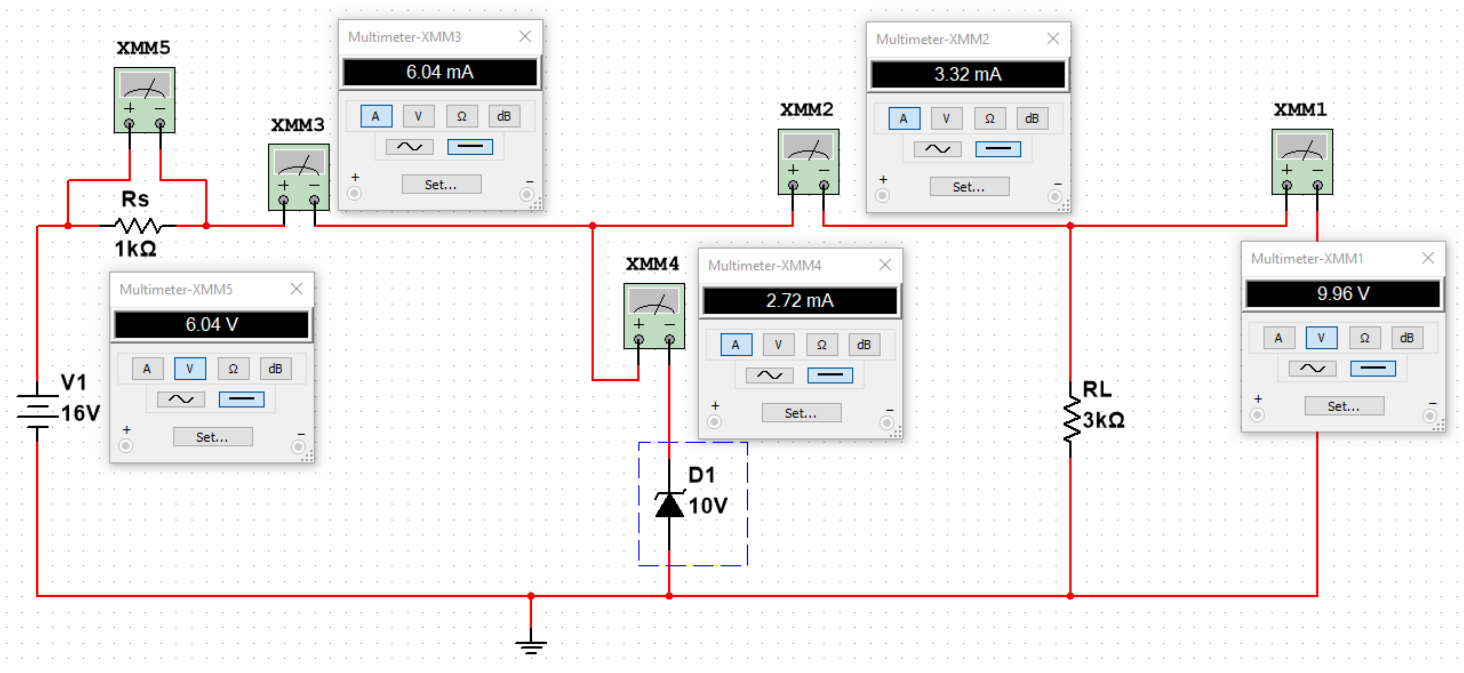 XMM5
+ −
Rs
1kΩ
Multimeter-XMM5
6.04 V
A V Ω dB
Set...
+ −
V1
16V
XMM3
+ −
Multimeter-XMM3
6.04 mA
A V Ω dB
Set...
+ −
XMM4
+ −
Multimeter-XMM4
2.72 mA
A V Ω dB
Set...
+ −
D1
10V
XMM2
+ −
Multimeter-XMM2
3.32 mA
A V Ω dB
Set...
+ −
RL
3kΩ
XMM1
+ −
Multimeter-XMM1
9.96 V
A V Ω dB
Set...
+ −